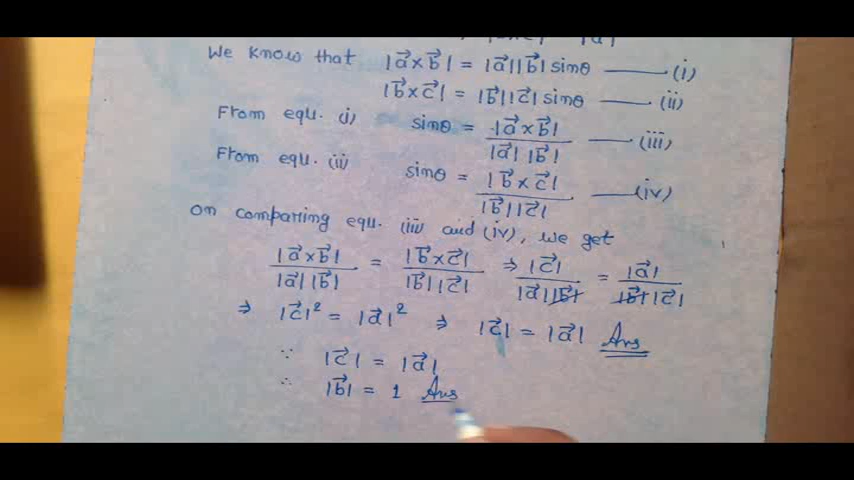 We know that |a⃗×b⃗| = |a⃗||b⃗| sinθ —— (i)
|b⃗×c⃗| = |b⃗||c⃗| sinθ —— (ii)
From equ. (i) sinθ = |a⃗×b⃗| / |a⃗||b⃗| —— (iii)
From equ. (ii) sinθ = |b⃗×c⃗| / |b⃗||c⃗| —— (iv)
On comparing equ. (iii) and (iv), we get
|a⃗×b⃗| / |a⃗||b⃗| = |b⃗×c⃗| / |b⃗||c⃗| ⇒ |c⃗| / |a⃗||b⃗| = |a⃗| / |b⃗||c⃗|
⇒ |c⃗|² = |a⃗|² ⇒ |c⃗| = |a⃗| Ans
∵ |c⃗| = |a⃗|
∴ |b⃗| = 1 Ans